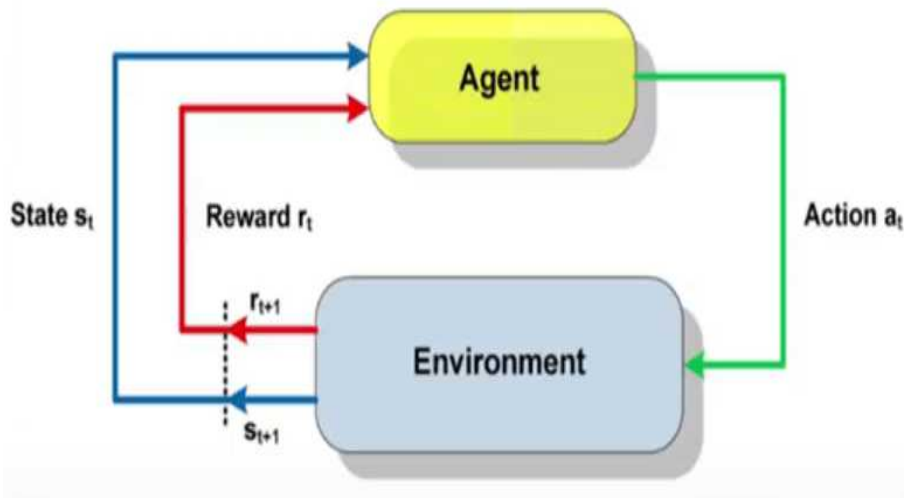 Agent
State sₜ
Reward rₜ
Action aₜ
rₜ₊₁
Environment
sₜ₊₁